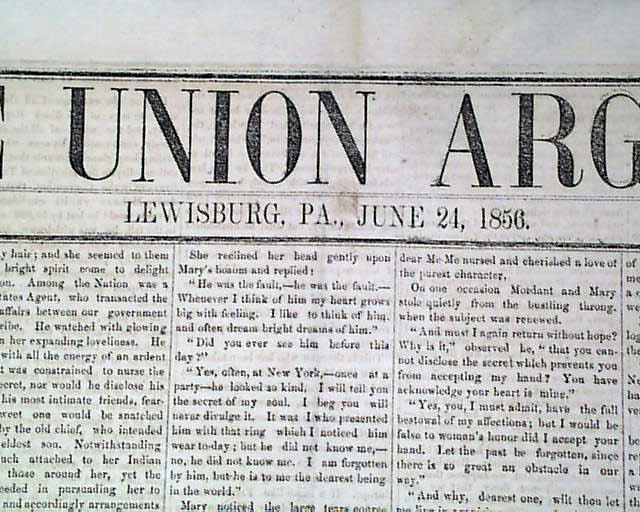 UNION ARG
LEWISBURG, PA., JUNE 24, 1856.
y hair; and she seemed to them
bright spirit come to delight
on. Among the Nation was a
tates Agent, who transacted the
affairs between our government
ribe. He watched with glowing
n her expanding loveliness. He
with all the energy of an ardent
t was constrained to nurse the
ecret, nor would he disclose his
his most intimate friends, fear-
weet one would be snatched
by the old chief, who intended
eldest son. Notwithstanding
uch attached to her Indian
those around her, yet the
eeded in persuading her to
and accordingly arrangements
She reclined her head gently upon
Mary's bosom and replied:
"He was the fault,—he was the fault.—
Whenever I think of him my heart grows
big with feeling. I like to think of him,
and often dream bright dreams of him."
"Did you ever see him before this
day?"
"Yes, often, at New York,—once at a
party—he looked so kind. I will tell you
the secret of my soul. I beg you will
never divulge it. It was I who presented
him with that ring which I noticed him
wear to-day; but he did not know me,—
no, he did not know me. I am forgotten
by him, but he is to me the dearest being
in the world."
Mary noticed the large tears course
dear Me-Me nursed and cherished a love of
the purest character.
On one occasion Mordant and Mary
stole quietly from the bustling throng,
when the subject was renewed.
"And must I again return without hope?
Why is it," observed he, "that you can-
not disclose the secret which prevents you
from accepting my hand? You have
acknowledge your heart is mine."
"Yes, you, I must admit, have the full
bestowal of my affections; but I would be
false to woman's honor did I accept your
hand. Let the past be forgotten, since
there is so great an obstacle in our
way."
"And why, dearest one, wilt thou let